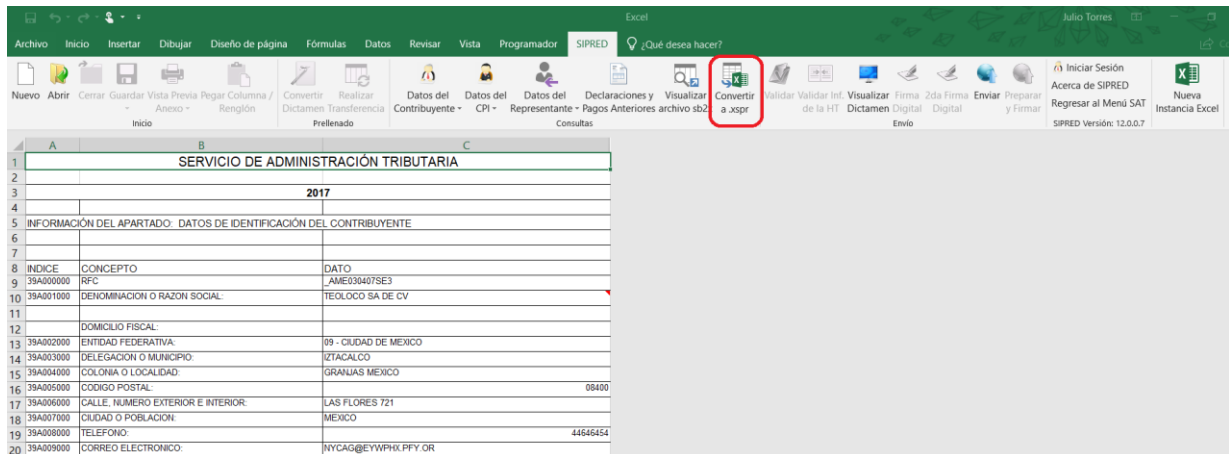 Excel
Julio Torres
Archivo Inicio Insertar Dibujar Diseño de página Fórmulas Datos Revisar Vista Programador SIPRED ¿Qué desea hacer?
Nuevo Abrir Cerrar Guardar Vista Previa Pegar Columna / Convertir Realizar Datos del Datos del Datos del Declaraciones y Visualizar Convertir Validar Validar Inf. Visualizar Firma 2da Firma Enviar Preparar Iniciar Sesión
Anexo Renglón Dictamen Transferencia Contribuyente CPI Representante Pagos Anteriores archivo sb2 a .xspr de la HT Dictamen Digital Digital y Firmar Acerca de SIPRED Nueva
Regresar al Menú SAT Instancia Excel
Inicio Prellenado Consultas Envío SIPRED Versión: 12.0.0.7
A B C
1 SERVICIO DE ADMINISTRACIÓN TRIBUTARIA
2
3 2017
4
5 INFORMACIÓN DEL APARTADO: DATOS DE IDENTIFICACIÓN DEL CONTRIBUYENTE
6
7
8 INDICE CONCEPTO DATO
9 39A000000 RFC _AME030407SE3
10 39A001000 DENOMINACION O RAZON SOCIAL: TEOLOCO SA DE CV
11
12 DOMICILIO FISCAL:
13 39A002000 ENTIDAD FEDERATIVA: 09 - CIUDAD DE MEXICO
14 39A003000 DELEGACION O MUNICIPIO: IZTACALCO
15 39A004000 COLONIA O LOCALIDAD: GRANJAS MEXICO
16 39A005000 CODIGO POSTAL: 08400
17 39A006000 CALLE, NUMERO EXTERIOR E INTERIOR: LAS FLORES 721
18 39A007000 CIUDAD O POBLACION: MEXICO
19 39A008000 TELEFONO: 44646454
20 39A009000 CORREO ELECTRONICO: NYCAG@EYWPHX.PFY.OR